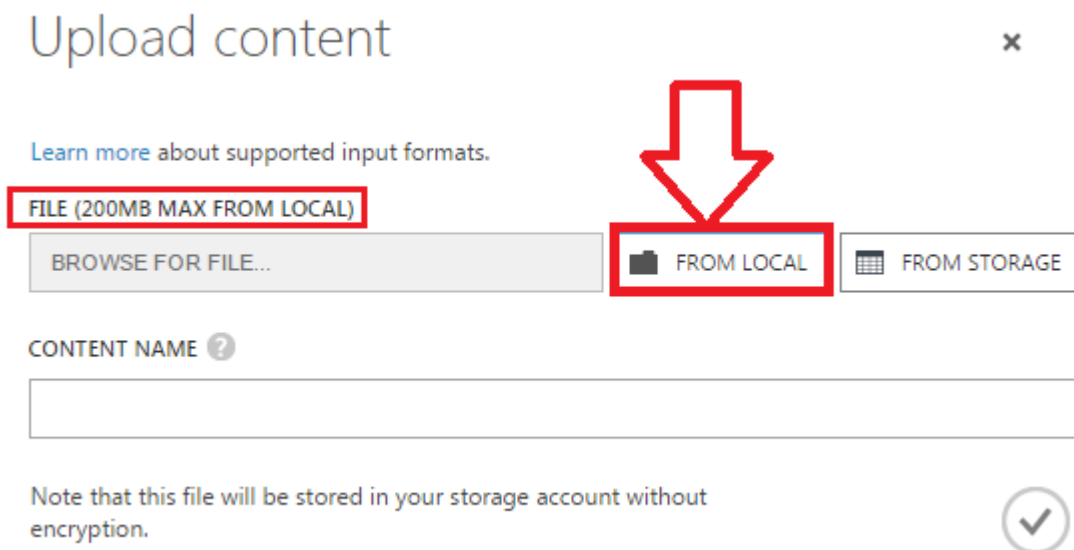 Upload content
Learn more about supported input formats.
FILE (200MB MAX FROM LOCAL)
BROWSE FOR FILE...
FROM LOCAL
FROM STORAGE
CONTENT NAME
?
Note that this file will be stored in your storage account without
encryption.